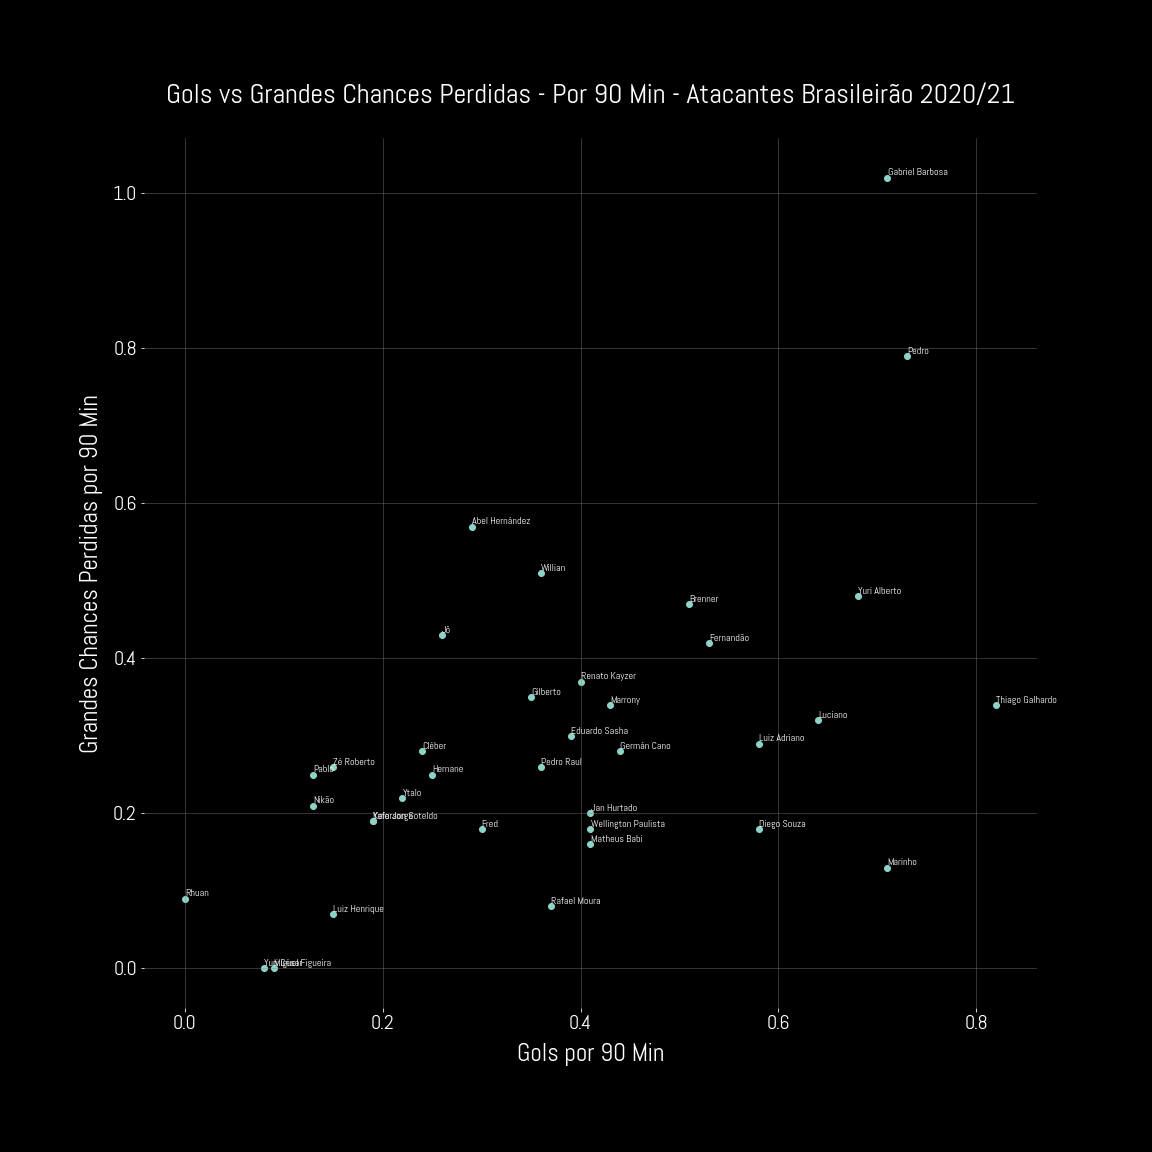 Gols vs Grandes Chances Perdidas - Por 90 Min - Atacantes Brasileirão 2020/21
Gabriel Barbosa
1.0
0.8
Pedro
0.6
Abel Hernández
Willian
Yuri Alberto
Brenner
Jô
Fernandão
0.4
Renato Kayzer
Gilberto
Marrony
Thiago Galhardo
Luciano
Eduardo Sasha
Luiz Adriano
Cléber
Germán Cano
Zé Roberto
Pedro Raul
Pablo
Hernane
Ytalo
Nikão
Jan Hurtado
0.2
Soteldo
Fred
Wellington Paulista
Diego Souza
Matheus Babi
Marinho
Rhuan
Rafael Moura
Luiz Henrique
Figueira
0.0
Grandes Chances Perdidas por 90 Min
0.0
0.2
0.4
0.6
0.8
Gols por 90 Min